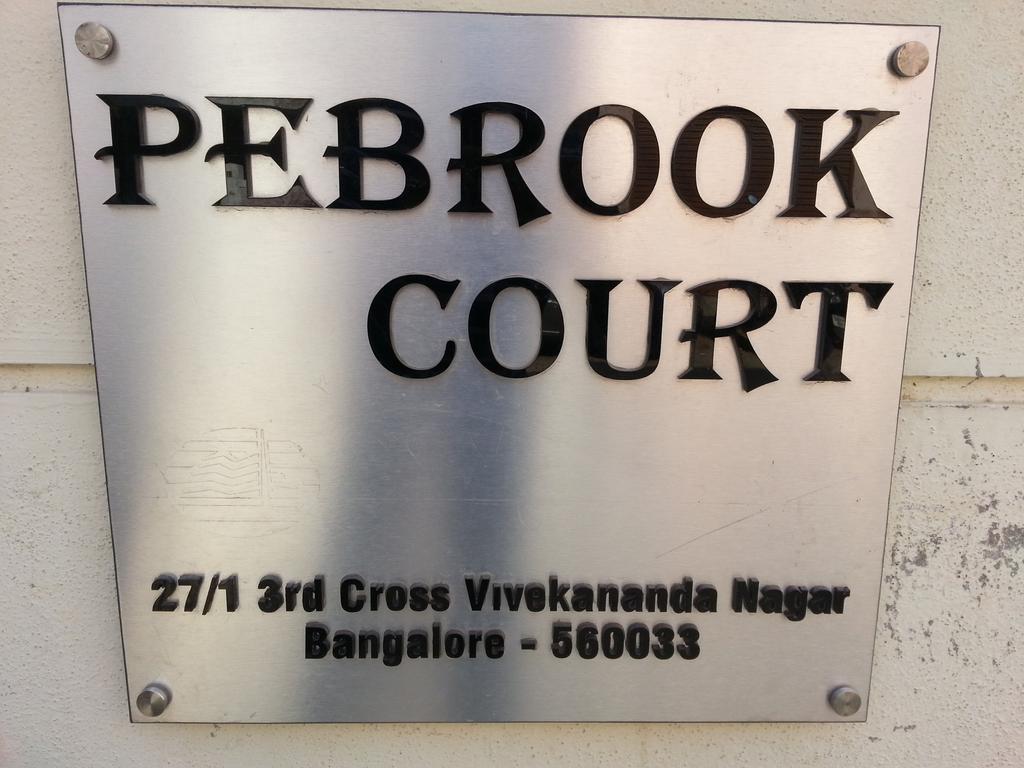 PEBROOK
COURT
27/1 3rd Cross Vivekananda Nagar
Bangalore - 560033